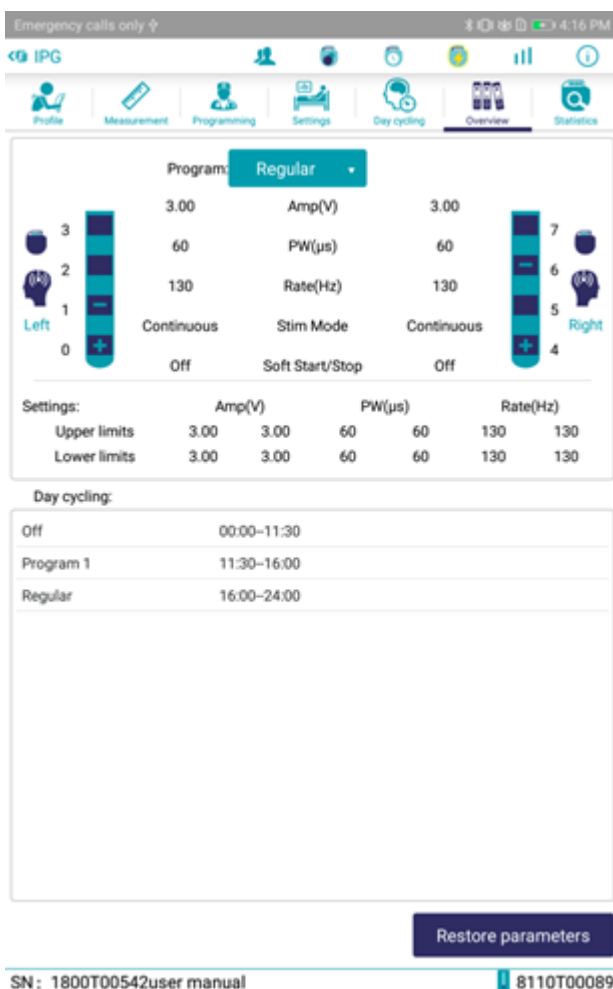 Emergency calls only 4:16 PM
IPG
Profile Measurement Programming Settings Day cycling Overview Statistics
Program: Regular
3.00 Amp(V) 3.00
60 PW(μs) 60
130 Rate(Hz) 130
Continuous Stim Mode Continuous
Off Soft Start/Stop Off
3
2
1
0
Left
7
6
5
4
Right
Settings: Amp(V) PW(μs) Rate(Hz)
Upper limits 3.00 3.00 60 60 130 130
Lower limits 3.00 3.00 60 60 130 130
Day cycling:
Off 00:00–11:30
Program 1 11:30–16:00
Regular 16:00–24:00
Restore parameters
SN: 1800T00542user manual 8110T00089